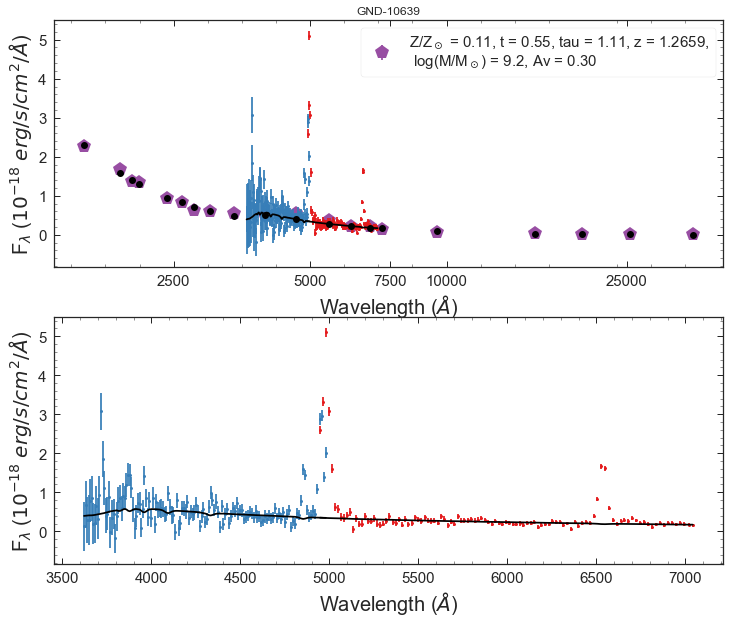 GND-10639
Z/Z⊙ = 0.11, t = 0.55, tau = 1.11, z = 1.2659,
log(M/M⊙) = 9.2, Av = 0.30
F_λ (10^{-18} erg/s/cm^2/Å)
5
4
3
2
1
0
2500 5000 7500 10000 25000
Wavelength (Å)
F_λ (10^{-18} erg/s/cm^2/Å)
5
4
3
2
1
0
3500 4000 4500 5000 5500 6000 6500 7000
Wavelength (Å)